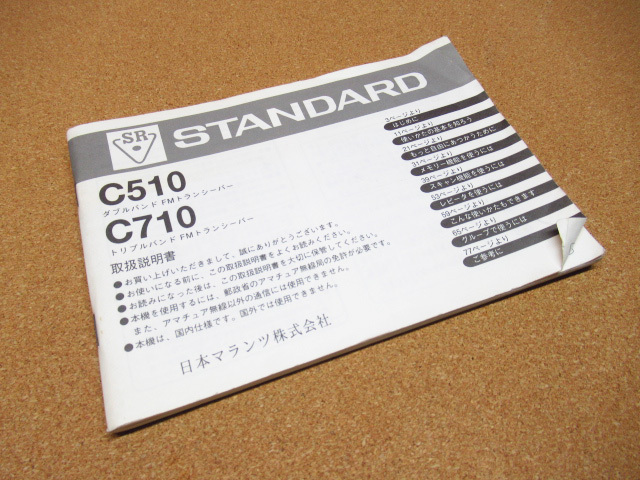 SR
STANDARD
C510
ダブルバンド FMトランシーバー
C710
トリプルバンド FMトランシーバー
取扱説明書
●お買い上げいただきまして、誠にありがとうございます。
●お使いになる前に、この取扱説明書をよくお読みください。
●お読みになった後は、この取扱説明書を大切に保管してください。
●本機を使用するには、郵政省のアマチュア無線局の免許が必要です。
また、アマチュア無線以外の通信には使用できません。
●本機は、国内仕様です。国外では使用できません。
日本マランツ株式会社
3ページより
はじめに
11ページより
使いかたの基本を知ろう
21ページより
もっと自由にあつかうために
31ページより
メモリー機能を使うには
39ページより
スキャン機能を使うには
53ページより
レピータを使うには
59ページより
こんな使いかたもできます
65ページより
グループで使うには
77ページより
ご参考に